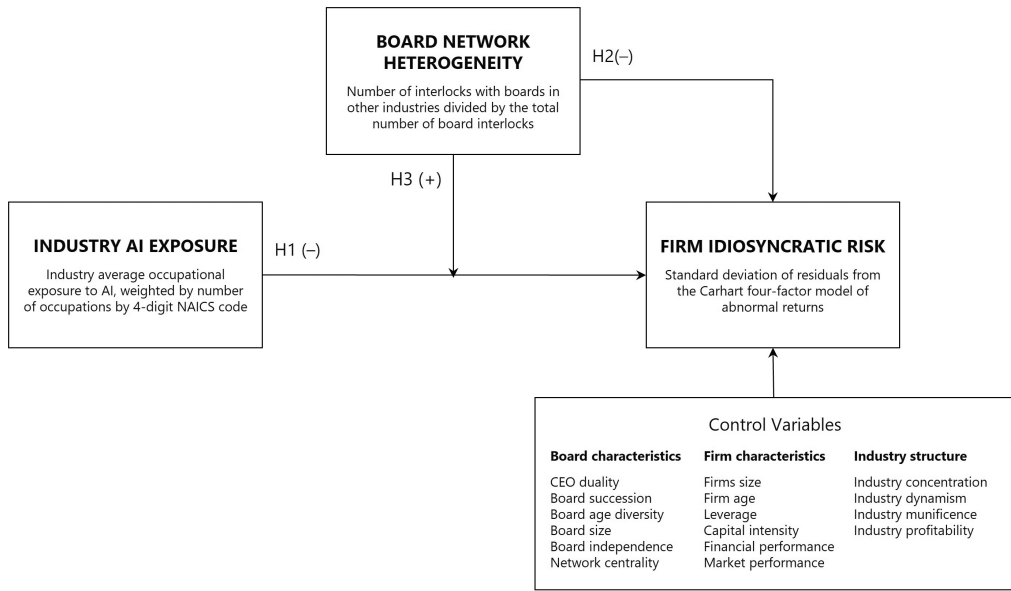 BOARD NETWORK
HETEROGENEITY
Number of interlocks with boards in
other industries divided by the total
number of board interlocks
H2(–)
H3 (+)
INDUSTRY AI EXPOSURE
Industry average occupational
exposure to AI, weighted by number
of occupations by 4-digit NAICS code
H1 (–)
FIRM IDIOSYNCRATIC RISK
Standard deviation of residuals from
the Carhart four-factor model of
abnormal returns
Control Variables
Board characteristics
CEO duality
Board succession
Board age diversity
Board size
Board independence
Network centrality
Firm characteristics
Firms size
Firm age
Leverage
Capital intensity
Financial performance
Market performance
Industry structure
Industry concentration
Industry dynamism
Industry munificence
Industry profitability